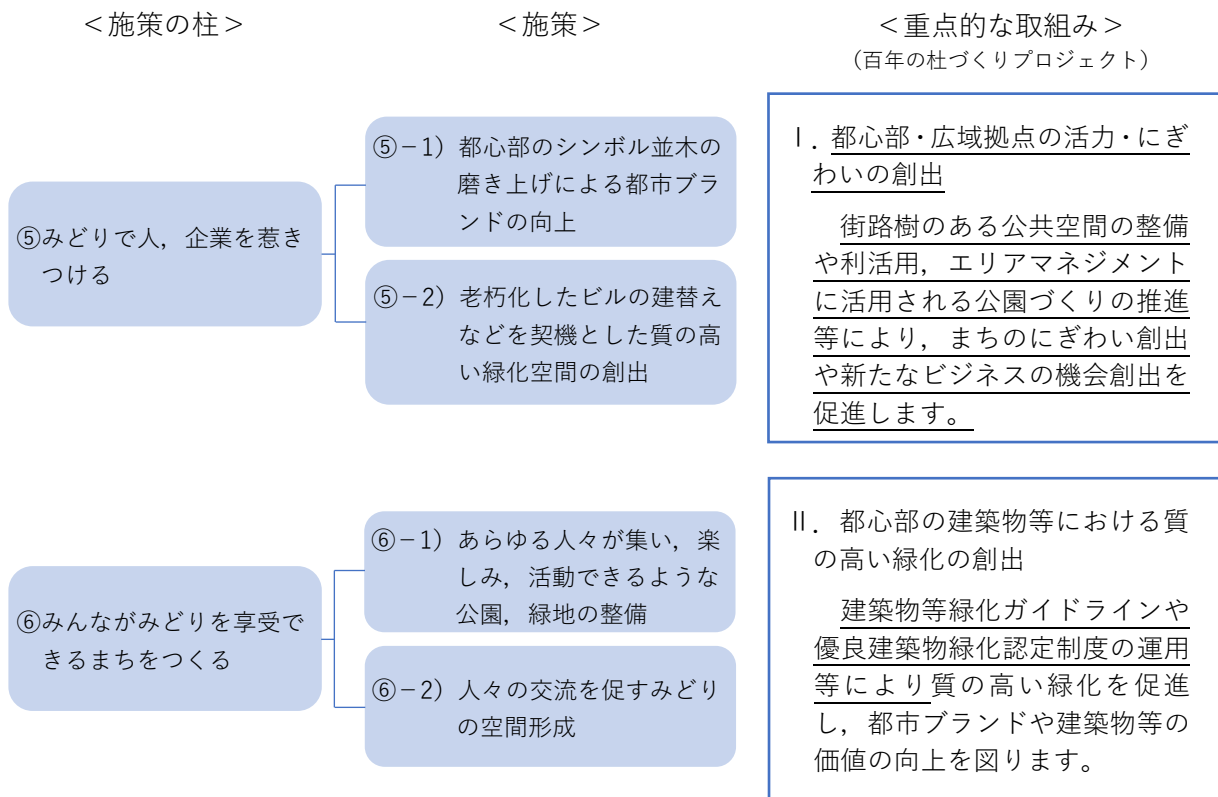 ＜施策の柱＞
＜施策＞
＜重点的な取組み＞
（百年の杜づくりプロジェクト）
⑤みどりで人，企業を惹き
つける
⑤－1）都心部のシンボル並木の
磨き上げによる都市ブラ
ンドの向上
⑤－2）老朽化したビルの建替え
などを契機とした質の高
い緑化空間の創出
Ⅰ．都心部・広域拠点の活力・にぎ
わいの創出
街路樹のある公共空間の整備
や利活用，エリアマネジメント
に活用される公園づくりの推進
等により，まちのにぎわい創出
や新たなビジネスの機会創出を
促進します。
⑥みんながみどりを享受で
きるまちをつくる
⑥－1）あらゆる人々が集い，楽
しみ，活動できるような
公園，緑地の整備
⑥－2）人々の交流を促すみどり
の空間形成
Ⅱ．都心部の建築物等における質
の高い緑化の創出
建築物等緑化ガイドラインや
優良建築物緑化認定制度の運用
等により質の高い緑化を促進
し，都市ブランドや建築物等の
価値の向上を図ります。